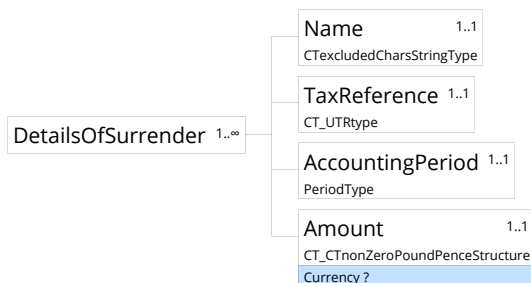 Name 1..1
CTexcludedCharsStringType
TaxReference 1..1
CT_UTRtype
DetailsOfSurrender 1..∞
AccountingPeriod 1..1
PeriodType
Amount 1..1
CT_CTnonZeroPoundPenceStructure
Currency ?